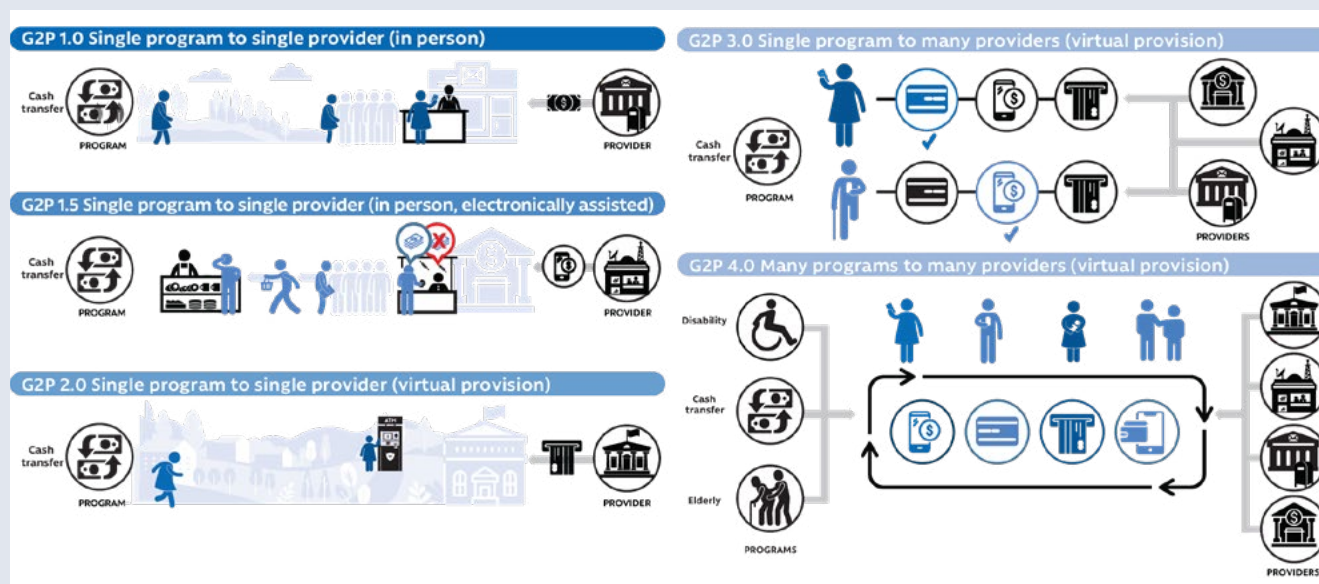 G2P 1.0 Single program to single provider (in person)
Cash
transfer
PROGRAM
PROVIDER
G2P 1.5 Single program to single provider (in person, electronically assisted)
Cash
transfer
PROGRAM
PROVIDER
G2P 2.0 Single program to single provider (virtual provision)
Cash
transfer
ATM
PROGRAM
PROVIDER
G2P 3.0 Single program to many providers (virtual provision)
Cash
transfer
PROGRAM
PROVIDERS
G2P 4.0 Many programs to many providers (virtual provision)
Disability
Cash
transfer
Elderly
PROGRAMS
PROVIDERS